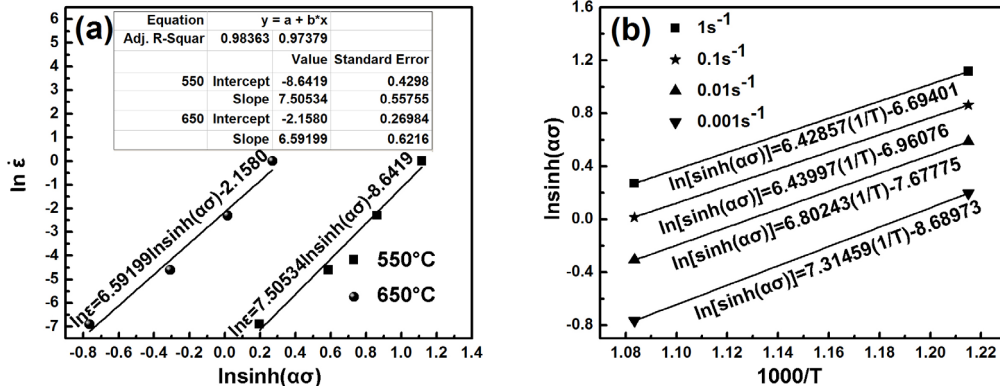 (a)
Equation y = a + b*x
Adj. R-Squar 0.98363 0.97379
Value Standard Error
550 Intercept -8.6419 0.4298
Slope 7.50534 0.55755
650 Intercept -2.1580 0.26984
Slope 6.59199 0.6216
6
5
4
3
2
1
0
-1
-2
-3
-4
-5
-6
-7
ln ε̇
lnε=6.59199lnsinh(ασ)-2.1580
lnε=7.50534lnsinh(ασ)-8.6419
550°C
650°C
-0.8 -0.6 -0.4 -0.2 0.0 0.2 0.4 0.6 0.8 1.0 1.2 1.4
lnsinh(ασ)
(b)
1s⁻¹
0.1s⁻¹
0.01s⁻¹
0.001s⁻¹
1.6
1.2
0.8
0.4
0.0
-0.4
-0.8
lnsinh(ασ)
ln[sinh(ασ)]=6.42857(1/T)-6.69401
ln[sinh(ασ)]=6.43997(1/T)-6.96076
ln[sinh(ασ)]=6.80243(1/T)-7.67775
ln[sinh(ασ)]=7.31459(1/T)-8.68973
1.08 1.10 1.12 1.14 1.16 1.18 1.20 1.22
1000/T